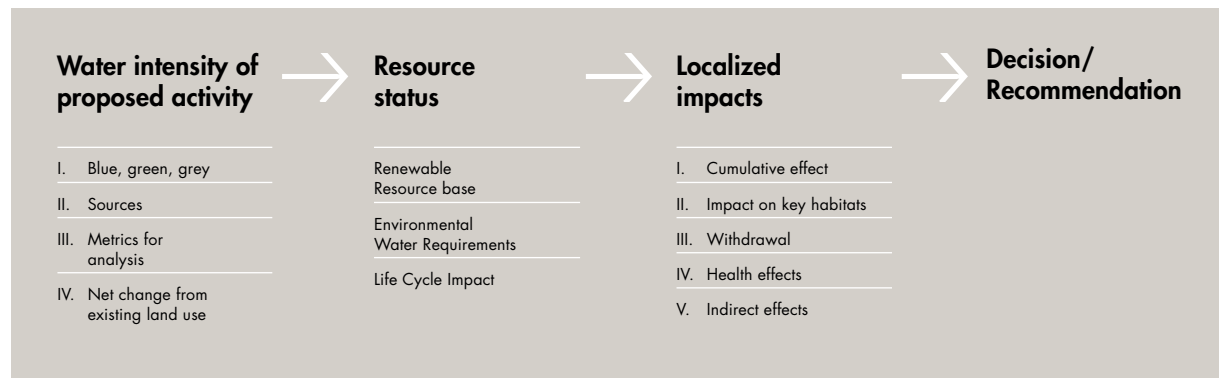 Water intensity of
proposed activity
I. Blue, green, grey
II. Sources
III. Metrics for
analysis
IV. Net change from
existing land use
Resource
status
Renewable
Resource base
Environmental
Water Requirements
Life Cycle Impact
Localized
impacts
I. Cumulative effect
II. Impact on key habitats
III. Withdrawal
IV. Health effects
V. Indirect effects
Decision/
Recommendation